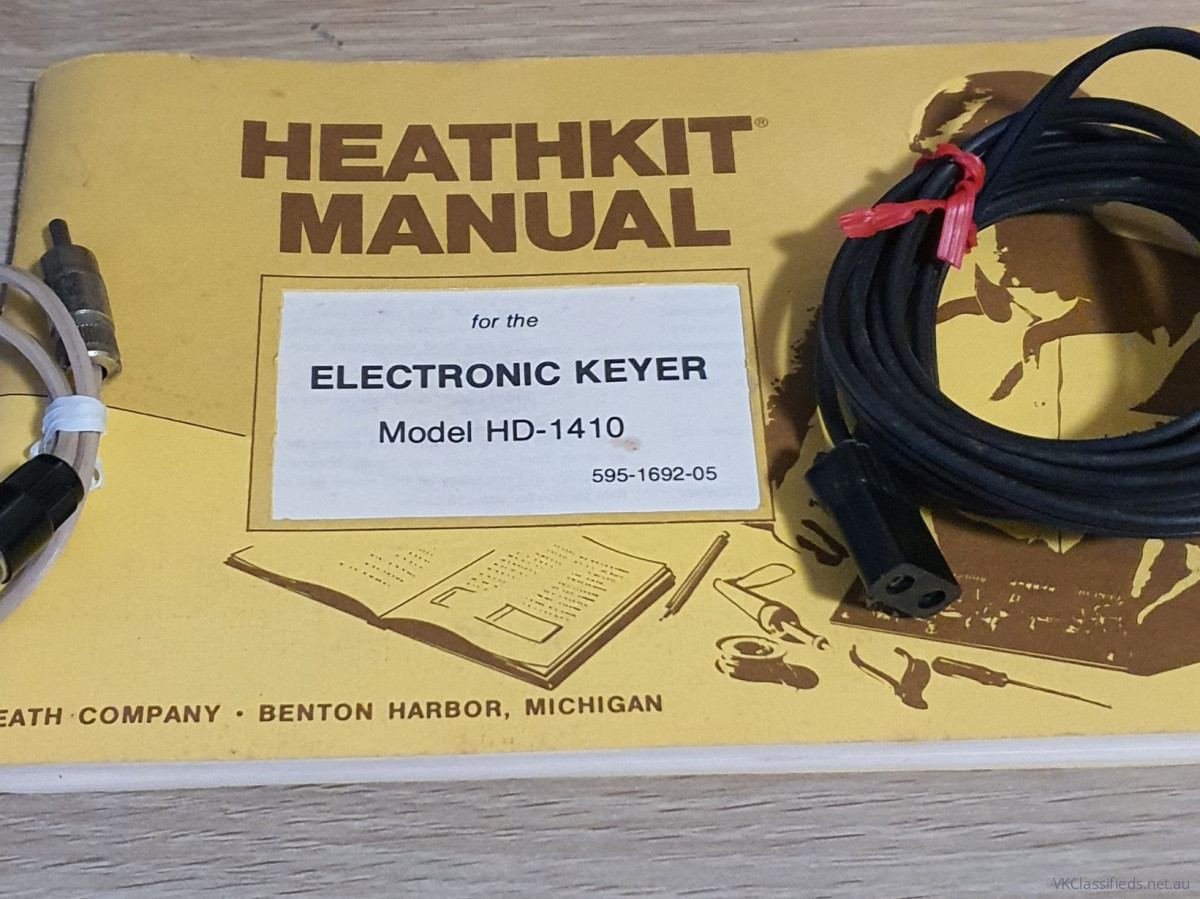 HEATHKIT®
MANUAL
for the
ELECTRONIC KEYER
Model HD-1410
595-1692-05
EATH COMPANY • BENTON HARBOR, MICHIGAN
VKClassifieds.net.au